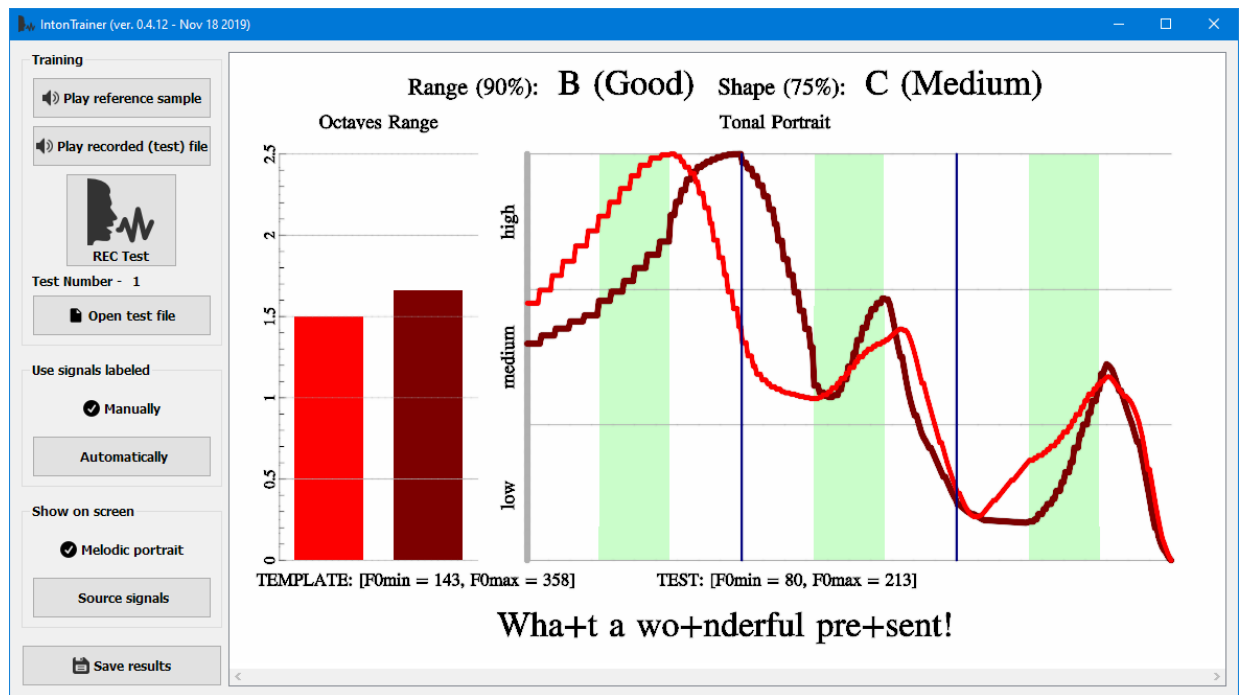 IntonTrainer (ver. 0.4.12 - Nov 18 2019)
Training
Play reference sample
Play recorded (test) file
REC Test
Test Number - 1
Open test file
Use signals labeled
Manually
Automatically
Show on screen
Melodic portrait
Source signals
Save results
Range (90%): B (Good) Shape (75%): C (Medium)
Octaves Range
Tonal Portrait
2.5
2
1.5
1
0.5
0
high
medium
low
TEMPLATE: [F0min = 143, F0max = 358]
TEST: [F0min = 80, F0max = 213]
Wha+t a wo+nderful pre+sent!